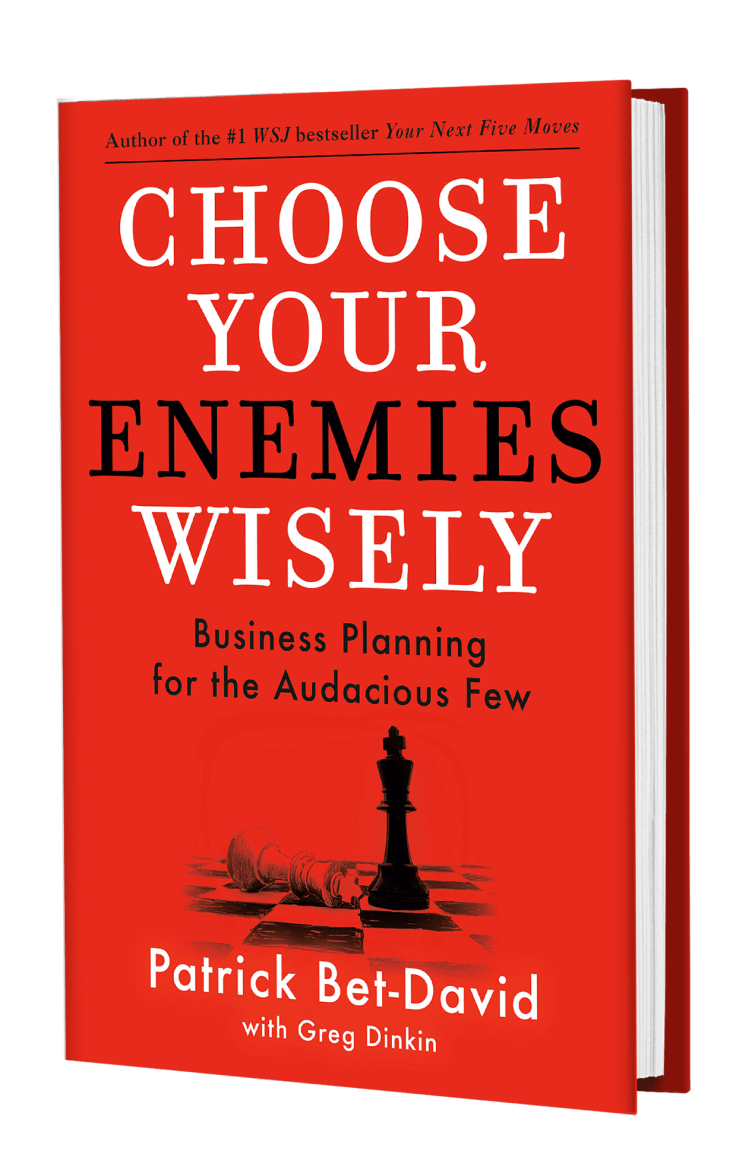 Author of the #1 WSJ bestseller Your Next Five Moves
CHOOSE
YOUR
ENEMIES
WISELY
Business Planning
for the Audacious Few
Patrick Bet-David
with Greg Dinkin